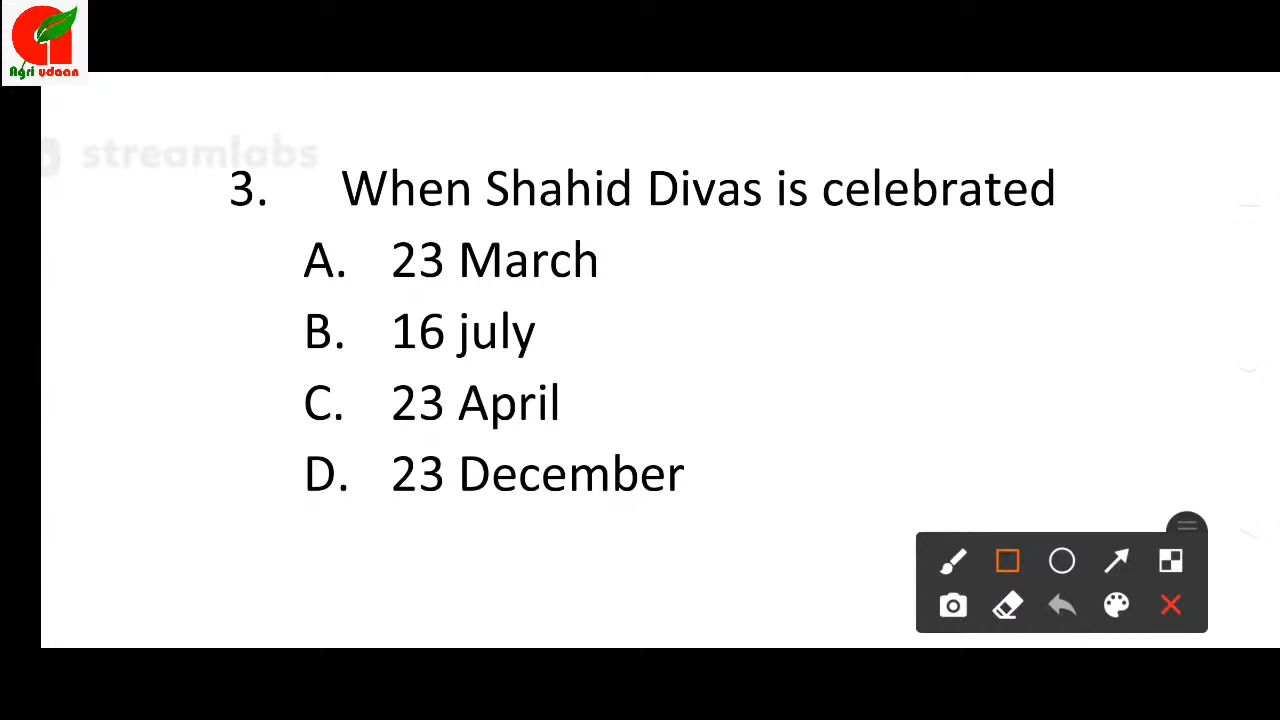 Agri udaan
streamlabs
3. When Shahid Divas is celebrated
A. 23 March
B. 16 july
C. 23 April
D. 23 December